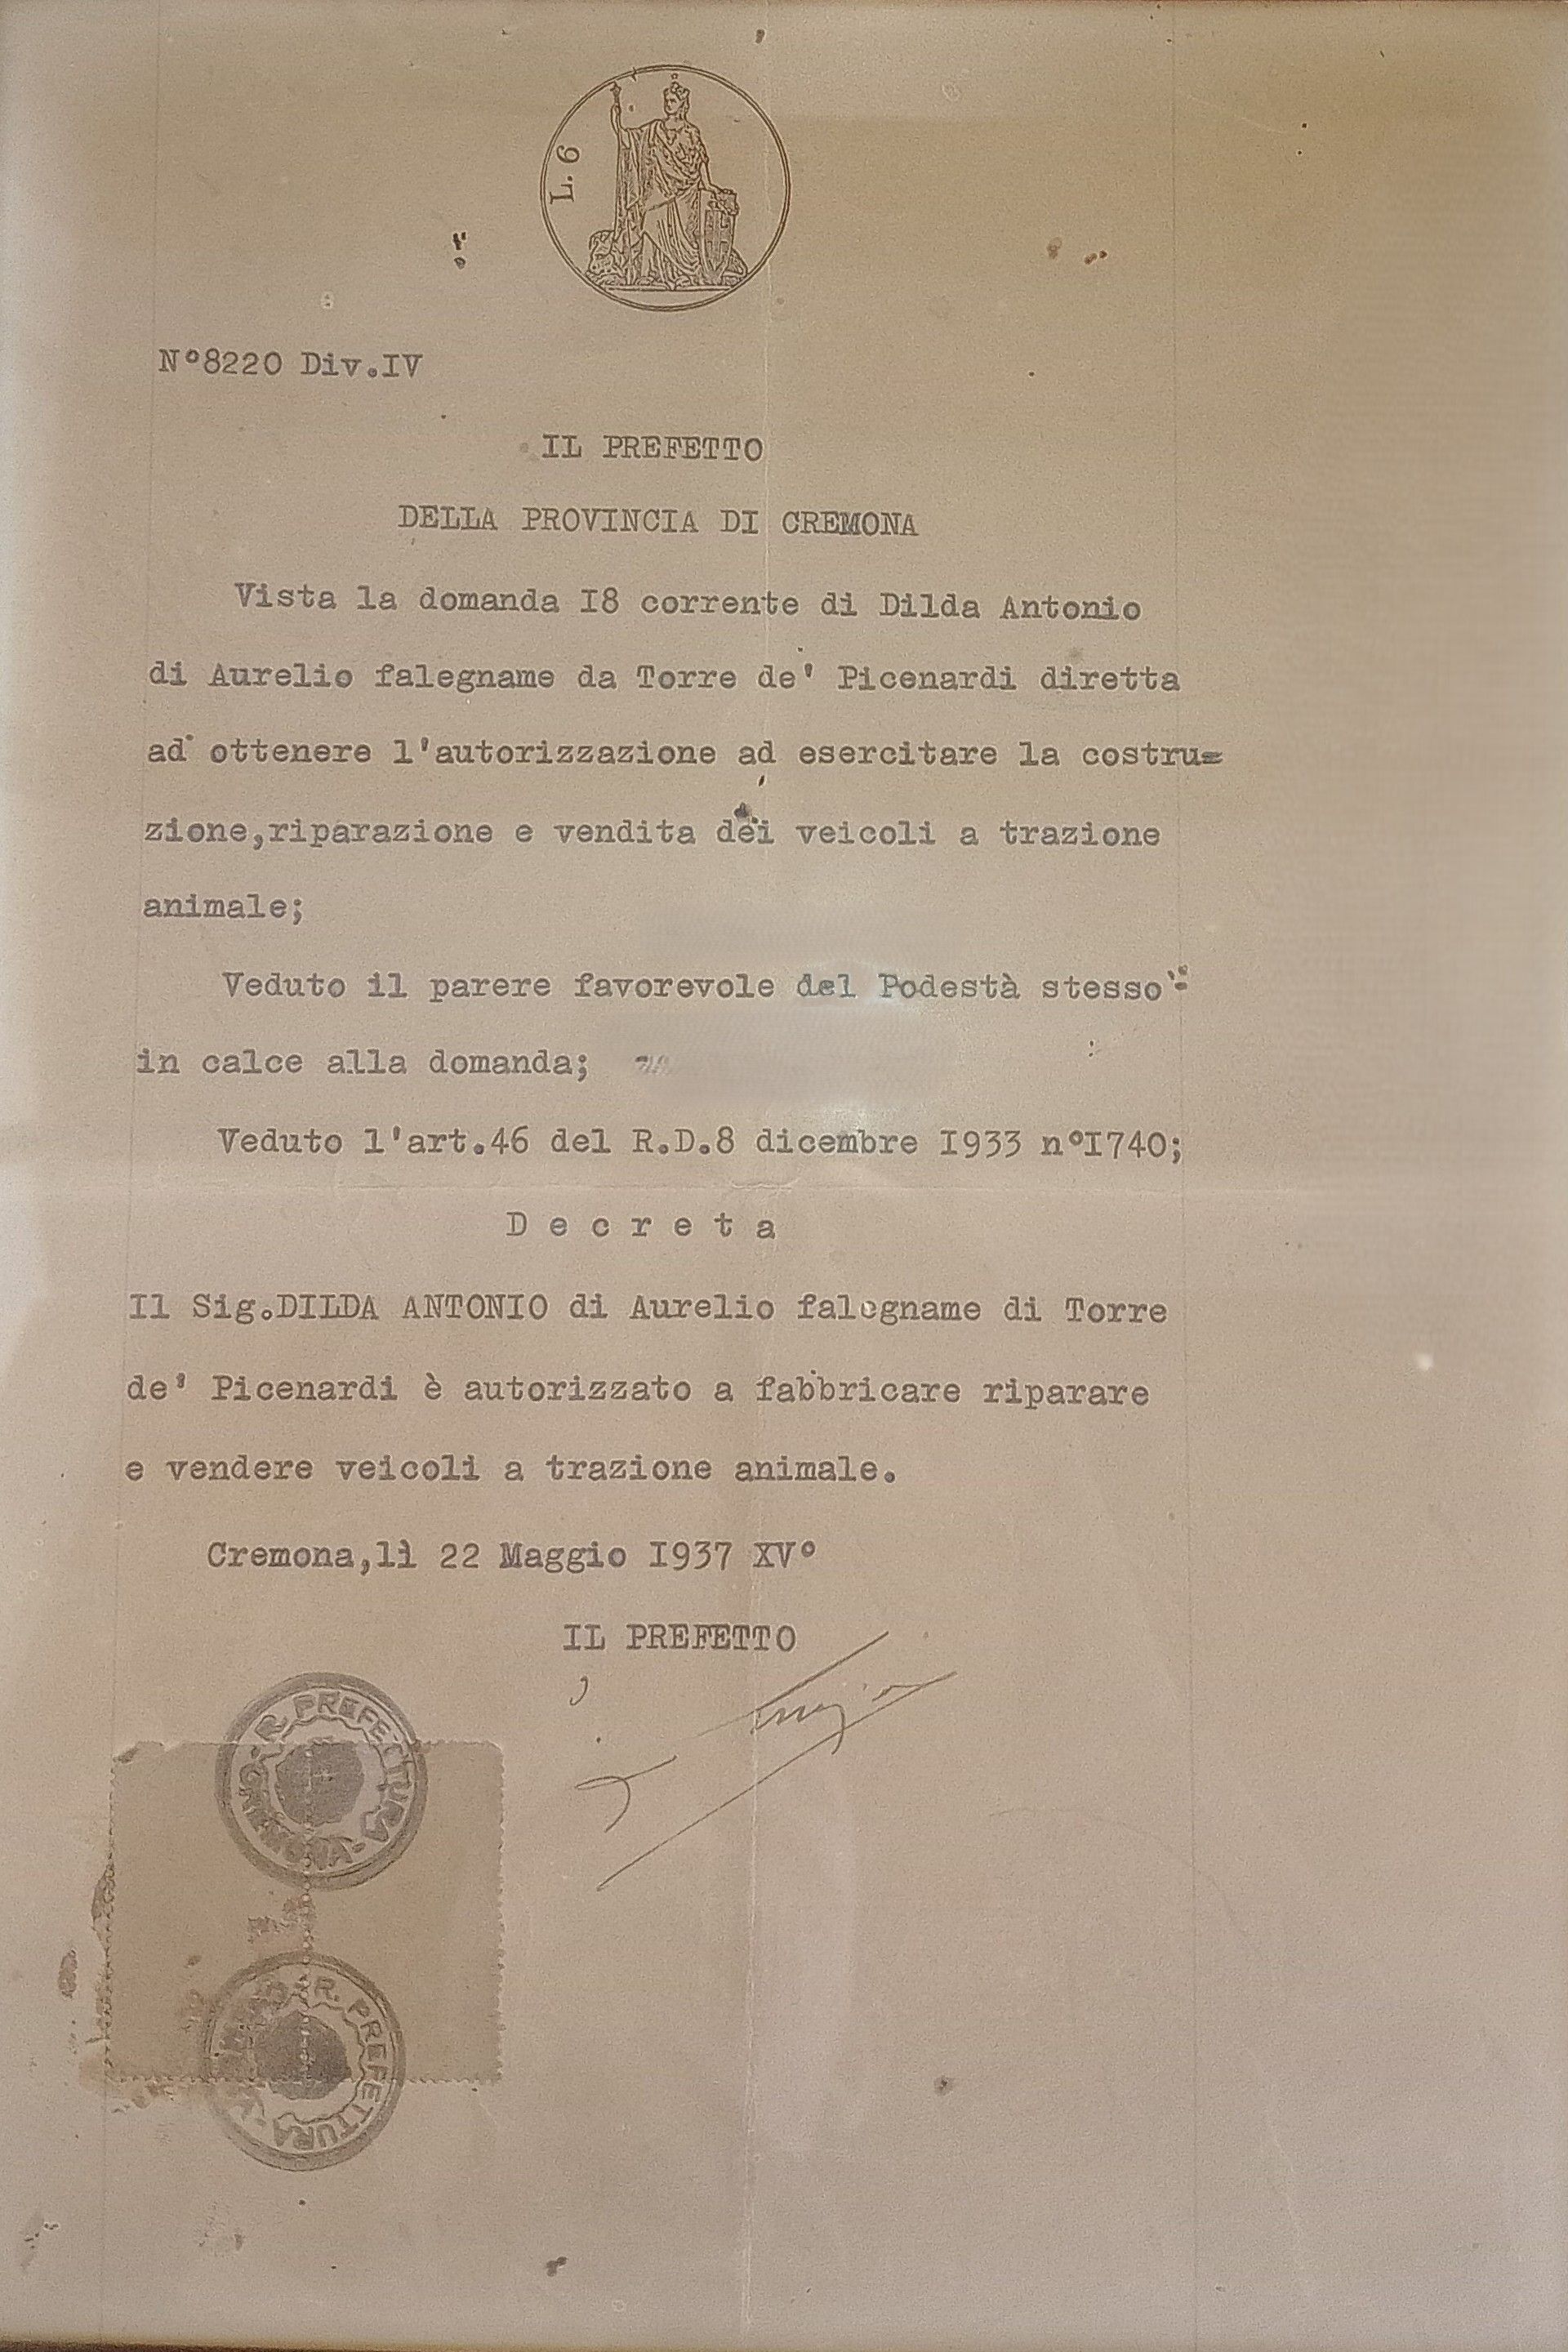 L. 6
N°8220 Div.IV
IL PREFETTO
DELLA PROVINCIA DI CREMONA
Vista la domanda I8 corrente di Dilda Antonio
di Aurelio falegname da Torre de' Picenardi diretta
ad ottenere l'autorizzazione ad esercitare la costru=
zione,riparazione e vendita dei veicoli a trazione
animale;
Veduto il parere favorevole del Podestà stesso
in calce alla domanda;
Veduto l'art.46 del R.D.8 dicembre I933 n°I740;
D e c r e t a
Il Sig.DILDA ANTONIO di Aurelio falegname di Torre
de' Picenardi è autorizzato a fabbricare riparare
e vendere veicoli a trazione animale.
Cremona,lì 22 Maggio I937 XV°
IL PREFETTO
R. PREFETTURA - CREMONA
R. PREFETTURA